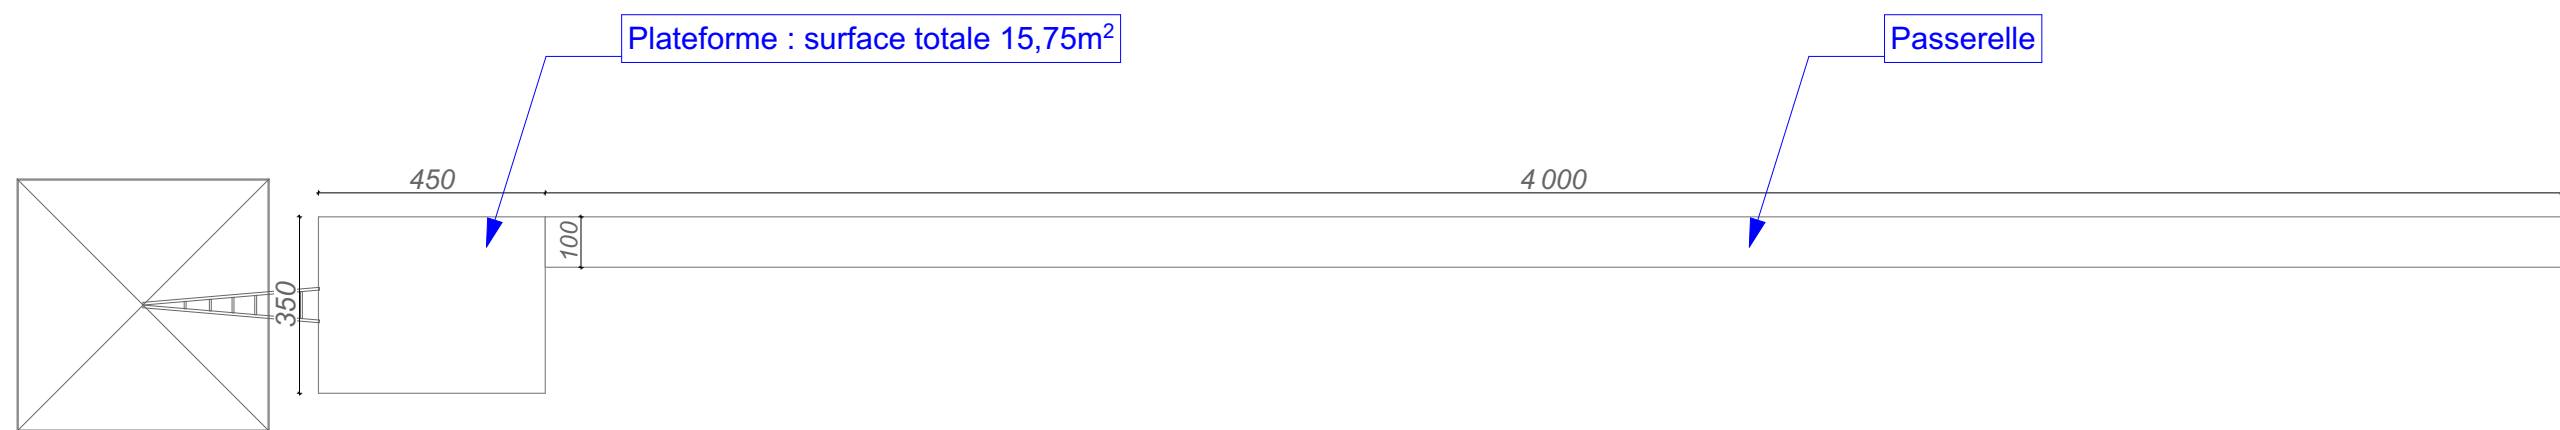 Plateforme : surface totale 15,75m²
Passerelle
450
4 000
100
350